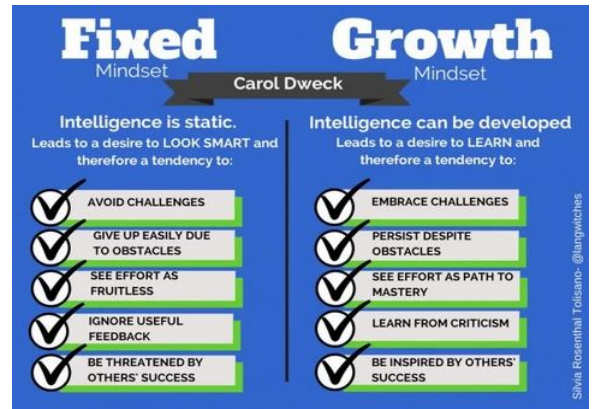 Fixed
Mindset
Growth
Mindset
Carol Dweck
Intelligence is static.
Leads to a desire to LOOK SMART and
therefore a tendency to:
AVOID CHALLENGES
GIVE UP EASILY DUE
TO OBSTACLES
SEE EFFORT AS
FRUITLESS
IGNORE USEFUL
FEEDBACK
BE THREATENED BY
OTHERS' SUCCESS
Intelligence can be developed
Leads to a desire to LEARN and
therefore a tendency to:
EMBRACE CHALLENGES
PERSIST DESPITE
OBSTACLES
SEE EFFORT AS PATH TO
MASTERY
LEARN FROM CRITICISM
BE INSPIRED BY OTHERS'
SUCCESS
Silvia Rosenthal Tolisano- @langwitches